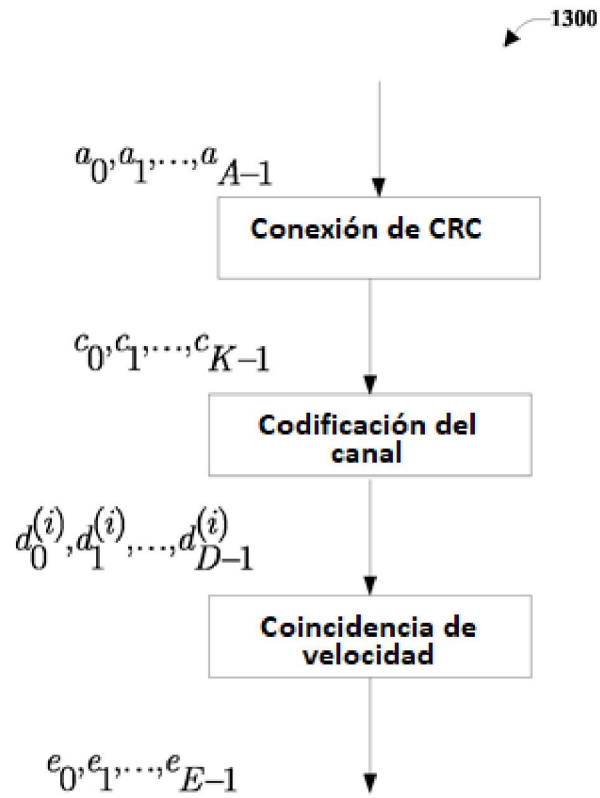 1300
a0,a1,...,aA−1
Conexión de CRC
c0,c1,...,cK−1
Codificación del
canal
d0(i),d1(i),...,dD−1(i)
Coincidencia de
velocidad
e0,e1,...,eE−1